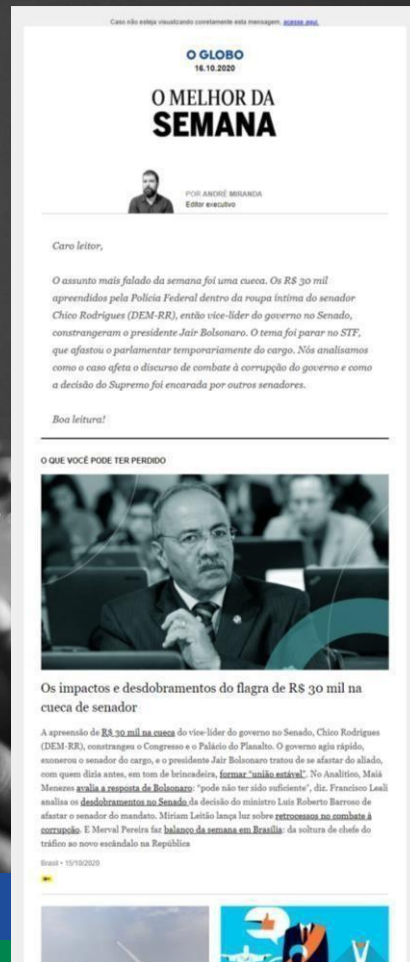 Caso não esteja visualizando corretamente esta mensagem, acesse aqui.
O GLOBO
16.10.2020
O MELHOR DA
SEMANA
POR ANDRÉ MIRANDA
Editor executivo
Caro leitor,
O assunto mais falado da semana foi uma cueca. Os R$ 30 mil
apreendidos pela Polícia Federal dentro da roupa íntima do senador
Chico Rodrigues (DEM-RR), então vice-líder do governo no Senado,
constrangeram o presidente Jair Bolsonaro. O tema foi parar no STF,
que afastou o parlamentar temporariamente do cargo. Nós analisamos
como o caso afeta o discurso de combate à corrupção do governo e como
a decisão do Supremo foi encarada por outros senadores.
Boa leitura!
O QUE VOCÊ PODE TER PERDIDO
Os impactos e desdobramentos do flagra de R$ 30 mil na
cueca de senador
A apreensão de R$ 30 mil na cueca do vice-líder do governo no Senado, Chico Rodrigues
(DEM-RR), constrangeu o Congresso e o Palácio do Planalto. O governo agiu rápido,
exonerou o senador do cargo, e o presidente Jair Bolsonaro tratou de se afastar do aliado,
com quem dizia antes, em tom de brincadeira, formar "união estável". No Analítico, Maiá
Menezes avalia a resposta de Bolsonaro: "pode não ter sido suficiente", diz. Francisco Leali
analisa os desdobramentos no Senado da decisão do ministro Luis Roberto Barroso de
afastar o senador do mandato. Míriam Leitão lança luz sobre retrocessos no combate à
corrupção. E Merval Pereira faz balanço da semana em Brasília: da soltura de chefe do
tráfico ao novo escândalo na República
Brasil • 15/10/2020